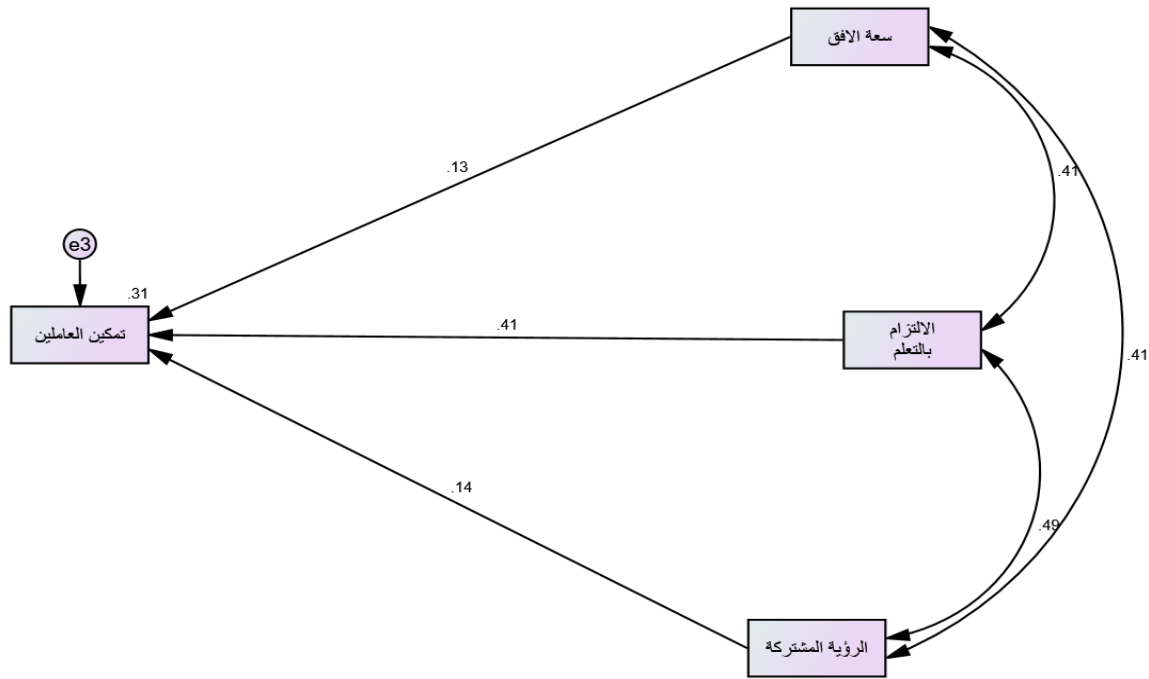 سعة الافق
.13
.41
e3
.31
تمكين العاملين
.41
الالتزام
بالتعلم
.41
.14
.49
الرؤية المشتركة